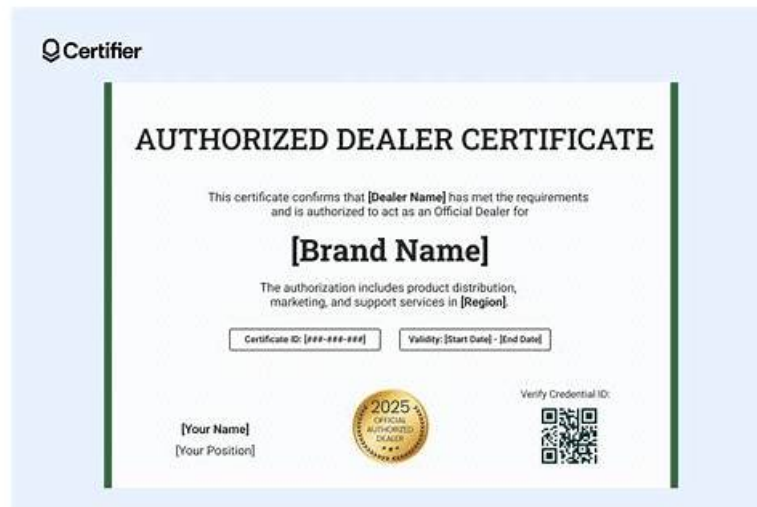 Certifier
AUTHORIZED DEALER CERTIFICATE
This certificate confirms that [Dealer Name] has met the requirements
and is authorized to act as an Official Dealer for
[Brand Name]
The authorization includes product distribution,
marketing, and support services in [Region].
Certificate ID: [###-###-###]
Validity: [Start Date] - [End Date]
Verify Credential ID:
2025
OFFICIAL
AUTHORIZED
DEALER
[Your Name]
[Your Position]